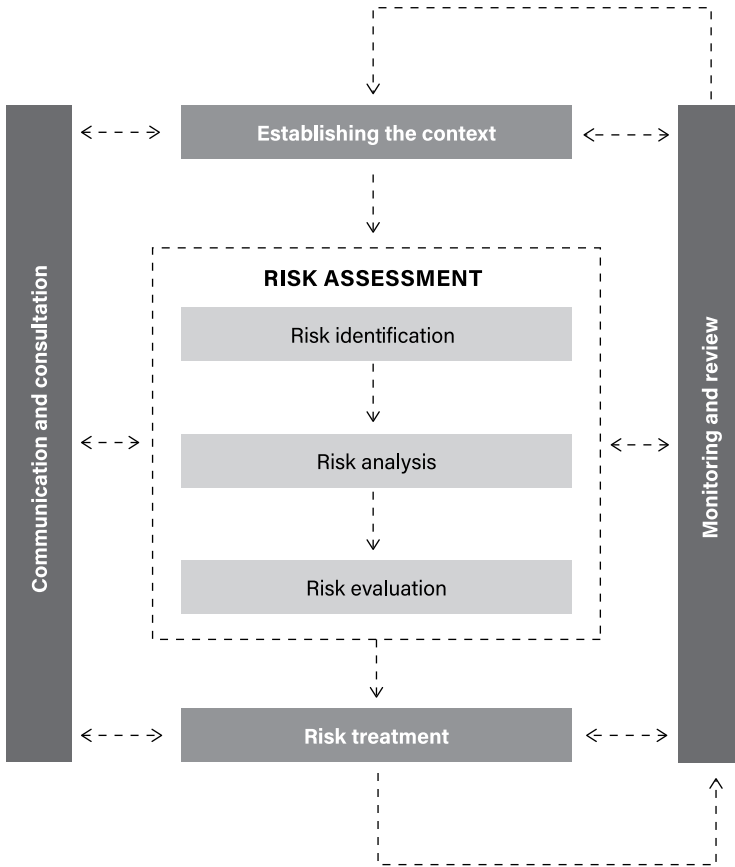 Establishing the context
Communication and consultation
RISK ASSESSMENT
Risk identification
Risk analysis
Risk evaluation
Monitoring and review
Risk treatment